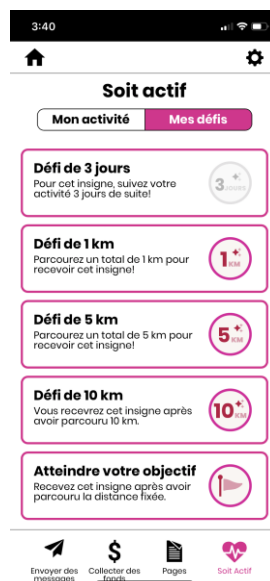 3:40
Soit actif
Mon activité Mes défis
Défi de 3 jours
Pour cet insigne, suivez votre
activité 3 jours de suite!
3 JOURS
Défi de 1 km
Parcourez un total de 1 km pour
recevoir cet insigne!
1 KM
Défi de 5 km
Parcourez un total de 5 km pour
recevoir cet insigne!
5 KM
Défi de 10 km
Vous recevrez cet insigne après
avoir parcouru 10 km.
10 KM
Atteindre votre objectif
Recevez cet insigne après avoir
parcouru la distance fixée.
Envoyer des messages
Collecter des fonds
Pages
Soit Actif